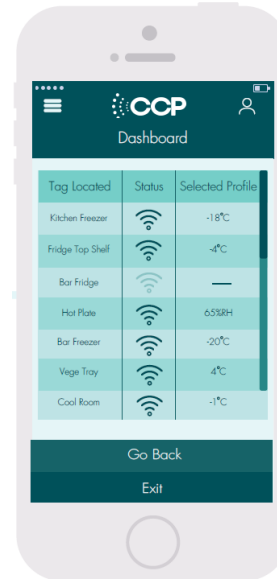 CCP
Dashboard
Tag Located Status Selected Profile
Kitchen Freezer -18°C
Fridge Top Shelf -4°C
Bar Fridge —
Hot Plate 65%RH
Bar Freezer -20°C
Vege Tray 4°C
Cool Room -1°C
Go Back
Exit